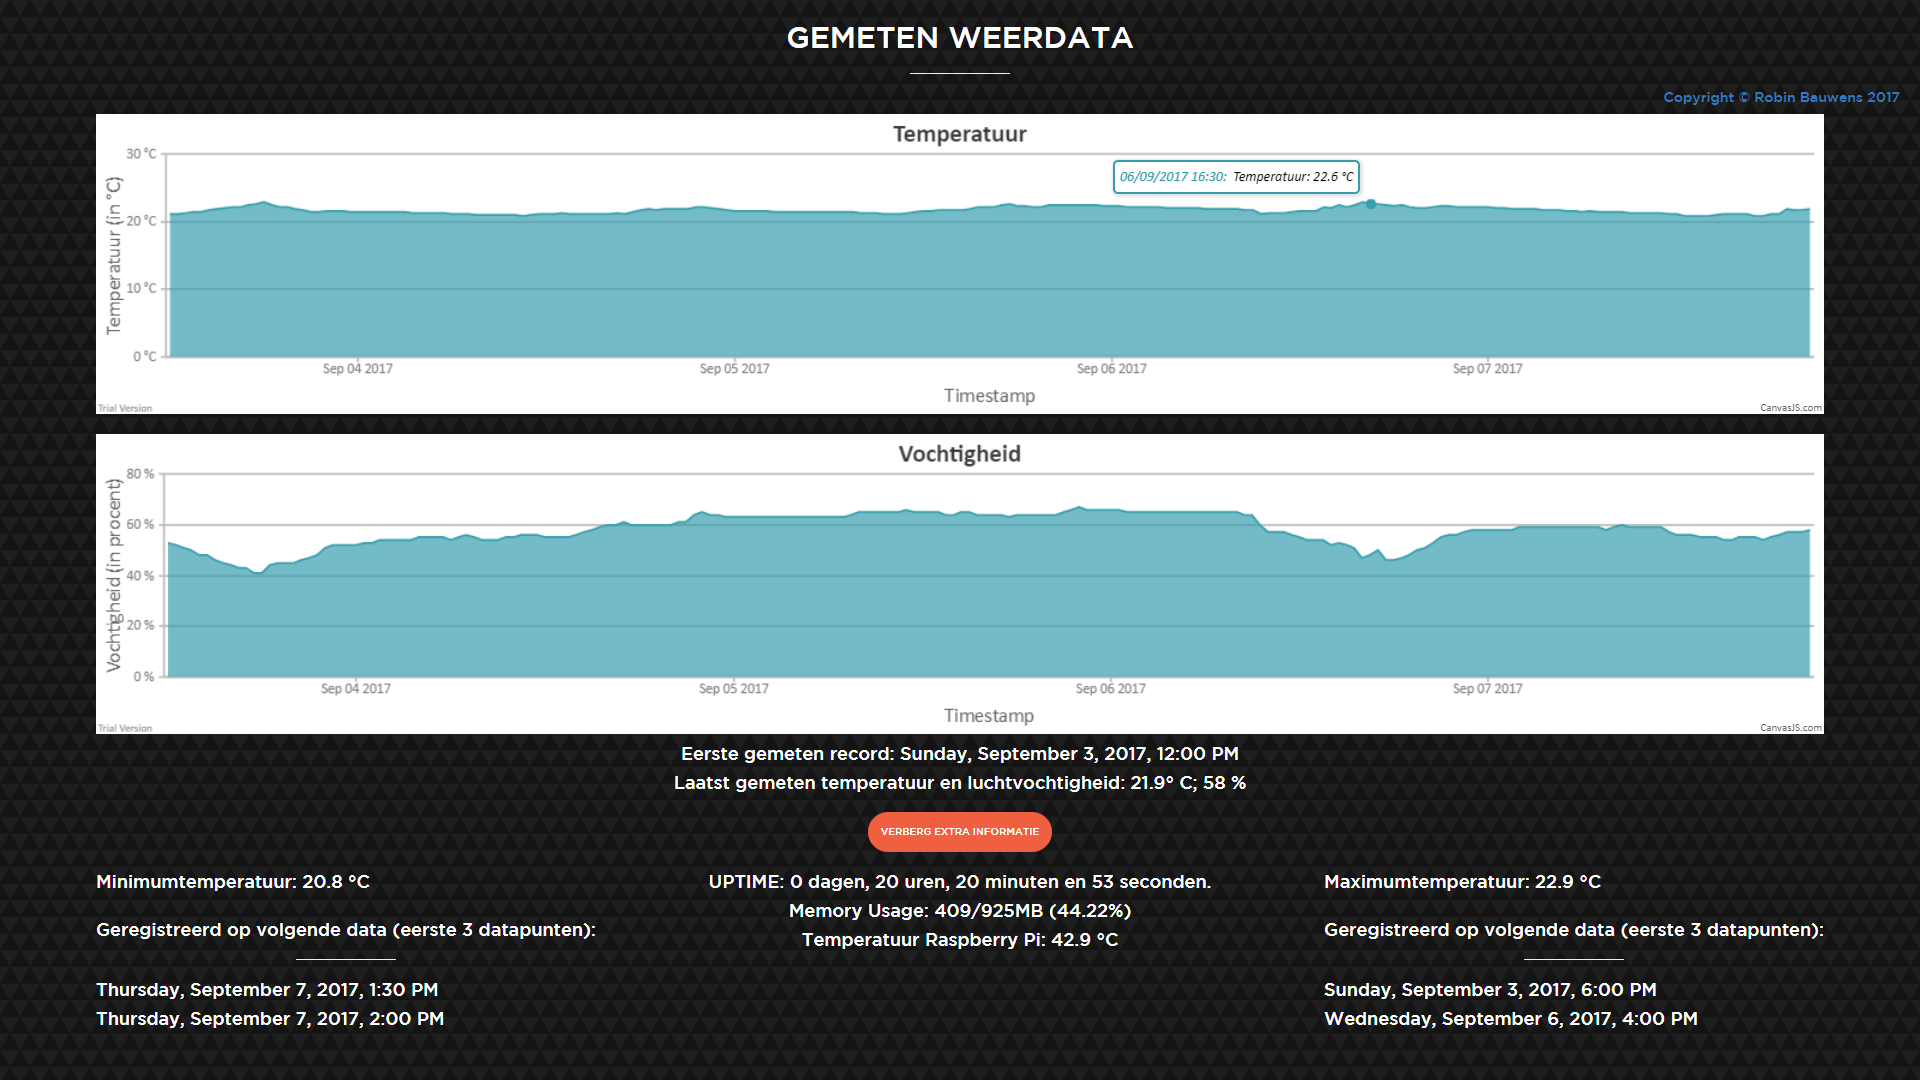 GEMETEN WEERDATA
Copyright © Robin Bauwens 2017
Temperatuur
Temperatuur (in °C)
30 °C
20 °C
10 °C
0 °C
06/09/2017 16:30: Temperatuur: 22.6 °C
Sep 04 2017
Sep 05 2017
Sep 06 2017
Sep 07 2017
Timestamp
Trial Version
CanvasJS.com
Vochtigheid
Vochtigheid (in procent)
80 %
60 %
40 %
20 %
0 %
Sep 04 2017
Sep 05 2017
Sep 06 2017
Sep 07 2017
Timestamp
Trial Version
CanvasJS.com
Eerste gemeten record: Sunday, September 3, 2017, 12:00 PM
Laatst gemeten temperatuur en luchtvochtigheid: 21.9° C; 58 %
VERBERG EXTRA INFORMATIE
Minimumtemperatuur: 20.8 °C
Geregistreerd op volgende data (eerste 3 datapunten):
Thursday, September 7, 2017, 1:30 PM
Thursday, September 7, 2017, 2:00 PM
UPTIME: 0 dagen, 20 uren, 20 minuten en 53 seconden.
Memory Usage: 409/925MB (44.22%)
Temperatuur Raspberry Pi: 42.9 °C
Maximumtemperatuur: 22.9 °C
Geregistreerd op volgende data (eerste 3 datapunten):
Sunday, September 3, 2017, 6:00 PM
Wednesday, September 6, 2017, 4:00 PM